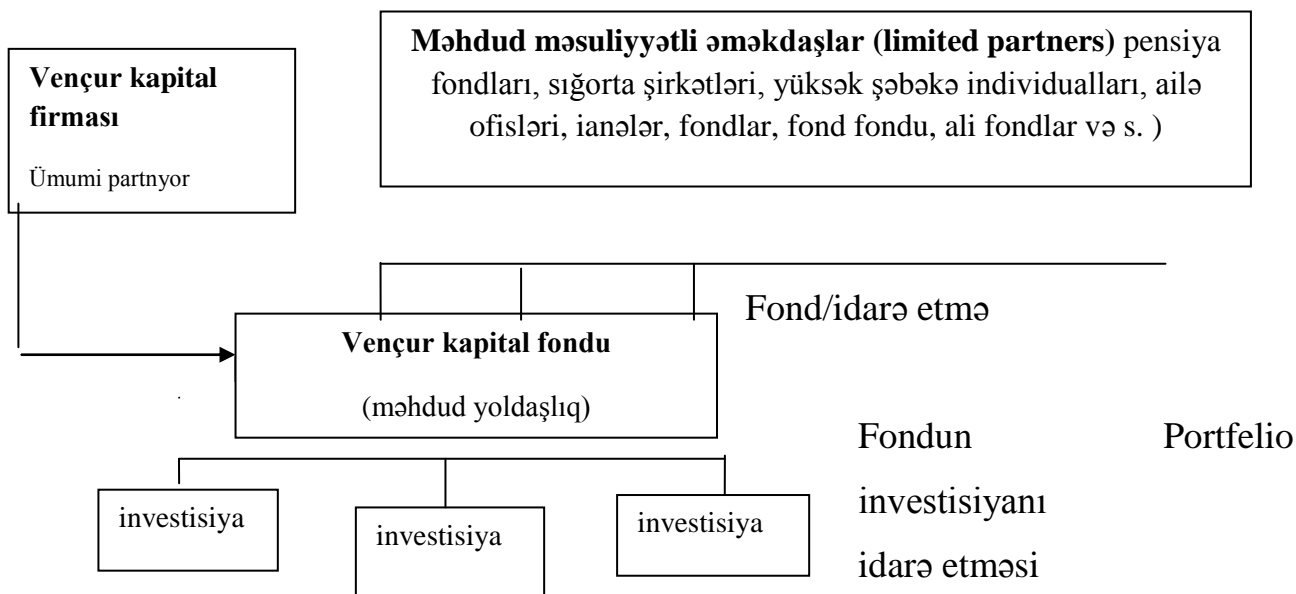 Vençur kapital
firması
Ümumi partnyor
Məhdud məsuliyyətli əməkdaşlar (limited partners) pensiya
fondları, sığorta şirkətləri, yüksək şəbəkə individualları, ailə
ofisləri, ianələr, fondlar, fond fondu, ali fondlar və s. )
Fond/idarə etmə
Vençur kapital fondu
(məhdud yoldaşlıq)
Fondun Portfelio
investisiyanı
idarə etməsi
investisiya
investisiya
investisiya